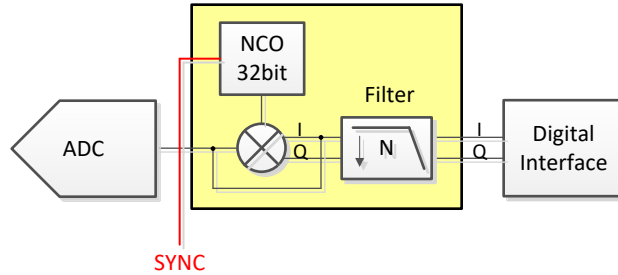 NCO
32bit
Filter
ADC
I
Q
N
I
Q
Digital
Interface
SYNC